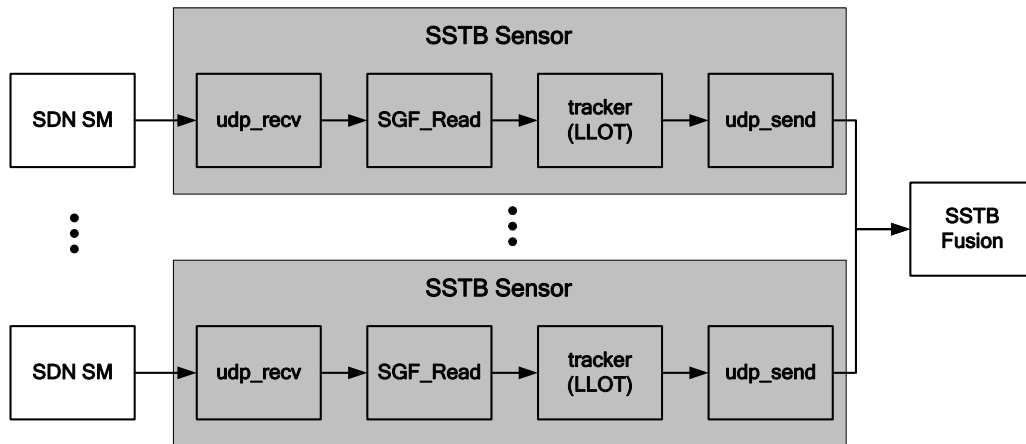 SSTB Sensor
SDN SM
udp_recv
SGF_Read
tracker
(LLOT)
udp_send
SSTB
Fusion
SSTB Sensor
SDN SM
udp_recv
SGF_Read
tracker
(LLOT)
udp_send